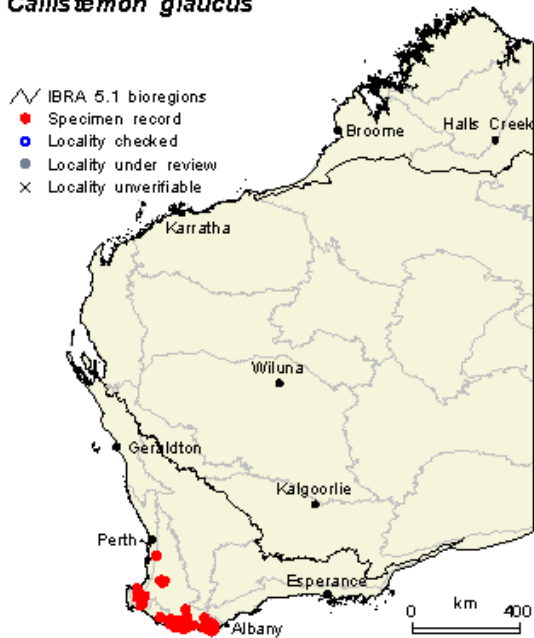 Callistemon glaucus
IBRA 5.1 bioregions
Specimen record
Locality checked
Locality under review
Locality unverifiable
Broome
Halls Creek
Karratha
Wiluna
Geraldton
Kalgoorlie
Perth
Esperance
Albany
0 km 400